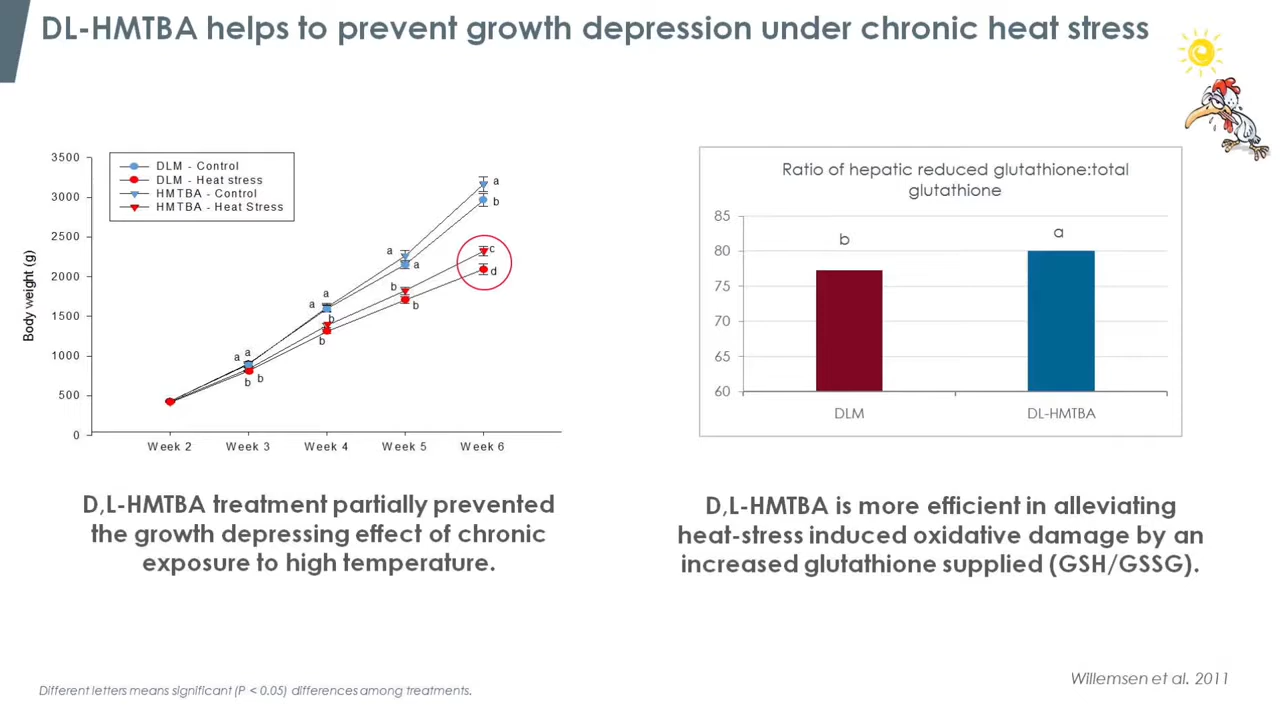 DL-HMTBA helps to prevent growth depression under chronic heat stress
3500
3000
2500
2000
1500
1000
500
0
Body weight (g)
DLM - Control
DLM - Heat stress
HMTBA - Control
HMTBA - Heat Stress
a
b
c
d
a
a
b
b
a
a
b
b
a a
b b
Week 2 Week 3 Week 4 Week 5 Week 6
D,L-HMTBA treatment partially prevented
the growth depressing effect of chronic
exposure to high temperature.
Ratio of hepatic reduced glutathione:total
glutathione
85
80
75
70
65
60
b
a
DLM DL-HMTBA
D,L-HMTBA is more efficient in alleviating
heat-stress induced oxidative damage by an
increased glutathione supplied (GSH/GSSG).
Different letters means significant (P < 0.05) differences among treatments.
Willemsen et al. 2011